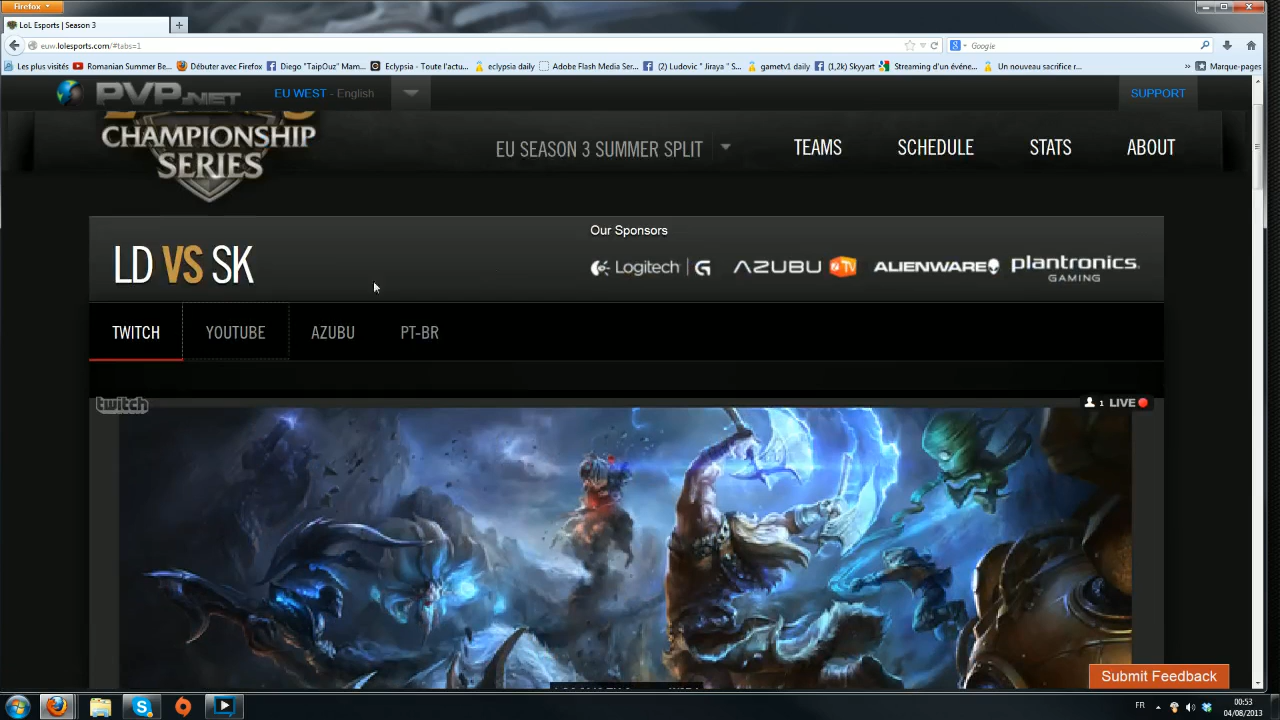 Firefox
LoL Esports | Season 3
euw.lolesports.com/#tabs=1
Google
Les plus visités
Romanian Summer Be...
Débuter avec Firefox
Diego "TaipOuz" Mam...
Eclypsia - Toute l'actu...
eclypsia daily
Adobe Flash Media Ser...
(2) Ludovic " Jiraya " S...
gametv1 daily
(1,2k) Skyyart
Streaming d'un événe...
Un nouveau sacrifice r...
» Marque-pages
PVP.NET
EU WEST - English
SUPPORT
CHAMPIONSHIP
SERIES
EU SEASON 3 SUMMER SPLIT
TEAMS
SCHEDULE
STATS
ABOUT
LD VS SK
Our Sponsors
Logitech | G
AZUBU TV
ALIENWARE
plantronics.
GAMING
TWITCH
YOUTUBE
AZUBU
PT-BR
twitch
1 LIVE
Submit Feedback
FR
00:53
04/08/2013